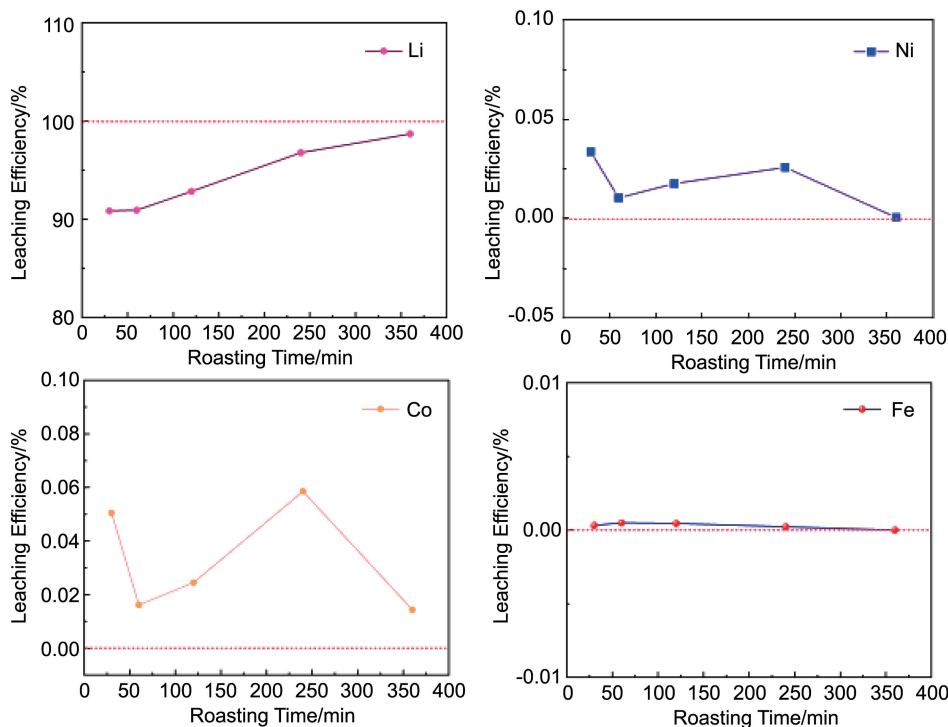 110
100
90
80
Leaching Efficiency/%
Li
0 50 100 150 200 250 300 350 400
Roasting Time/min
0.10
0.05
0.00
-0.05
Leaching Efficiency/%
Ni
0 50 100 150 200 250 300 350 400
Roasting Time/min
0.10
0.08
0.06
0.04
0.02
0.00
Leaching Efficiency/%
Co
0 50 100 150 200 250 300 350 400
Roasting Time/min
0.01
0.00
-0.01
Leaching Efficiency/%
Fe
0 50 100 150 200 250 300 350 400
Roasting Time/min